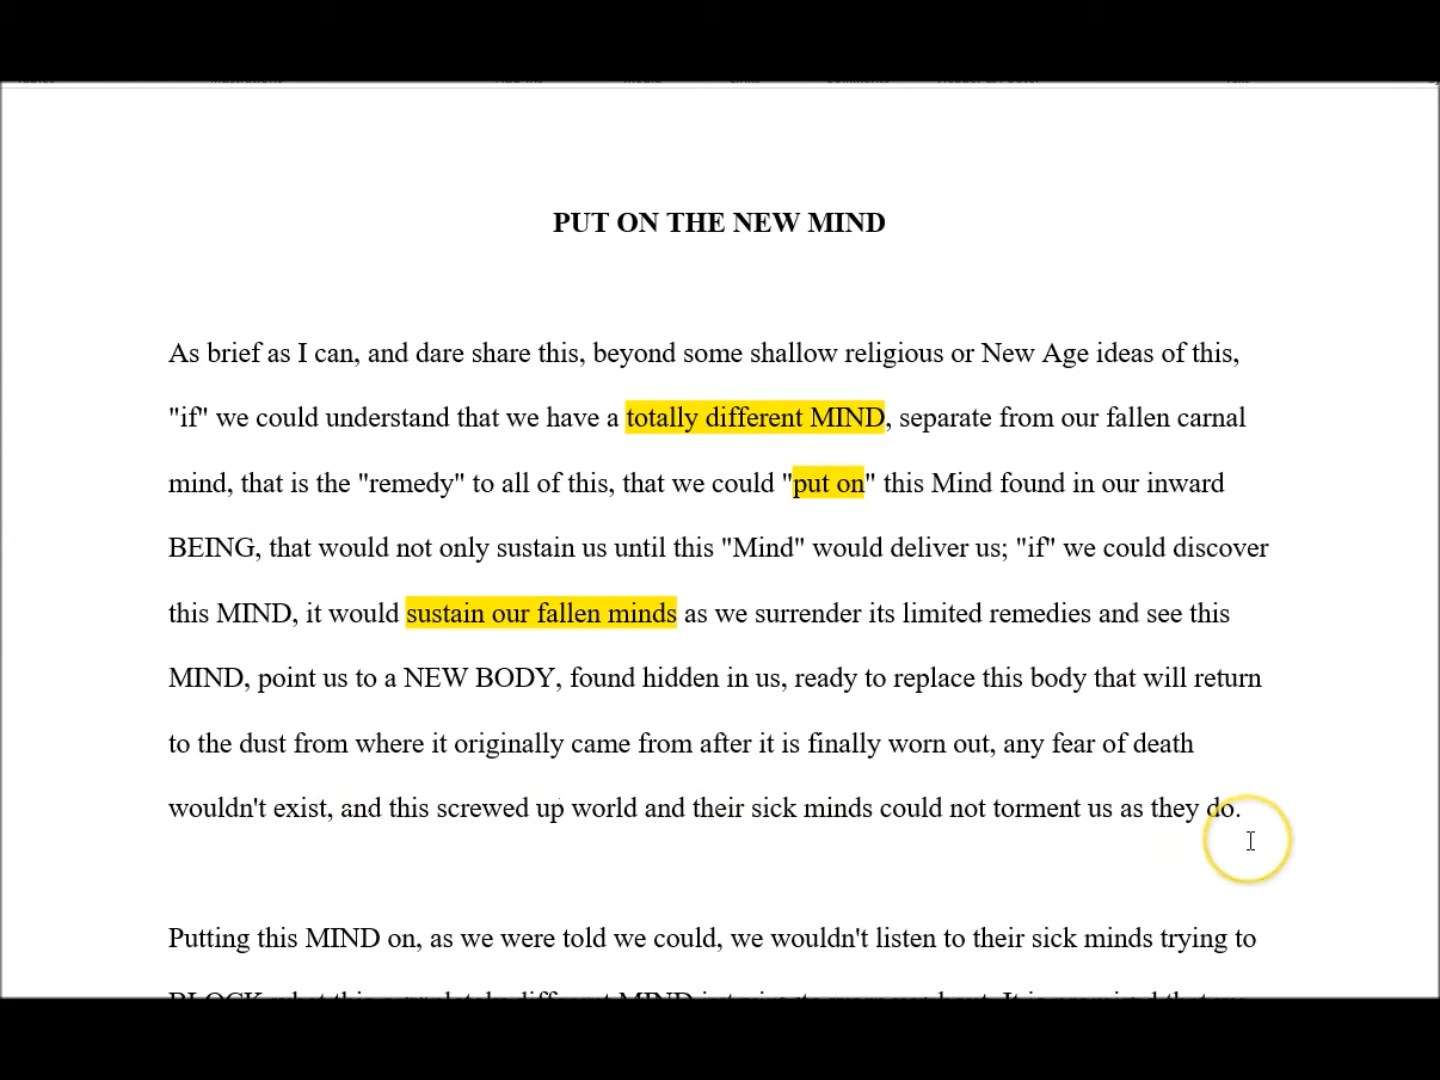 PUT ON THE NEW MIND
As brief as I can, and dare share this, beyond some shallow religious or New Age ideas of this,
"if" we could understand that we have a totally different MIND, separate from our fallen carnal
mind, that is the "remedy" to all of this, that we could "put on" this Mind found in our inward
BEING, that would not only sustain us until this "Mind" would deliver us; "if" we could discover
this MIND, it would sustain our fallen minds as we surrender its limited remedies and see this
MIND, point us to a NEW BODY, found hidden in us, ready to replace this body that will return
to the dust from where it originally came from after it is finally worn out, any fear of death
wouldn't exist, and this screwed up world and their sick minds could not torment us as they do.
Putting this MIND on, as we were told we could, we wouldn't listen to their sick minds trying to